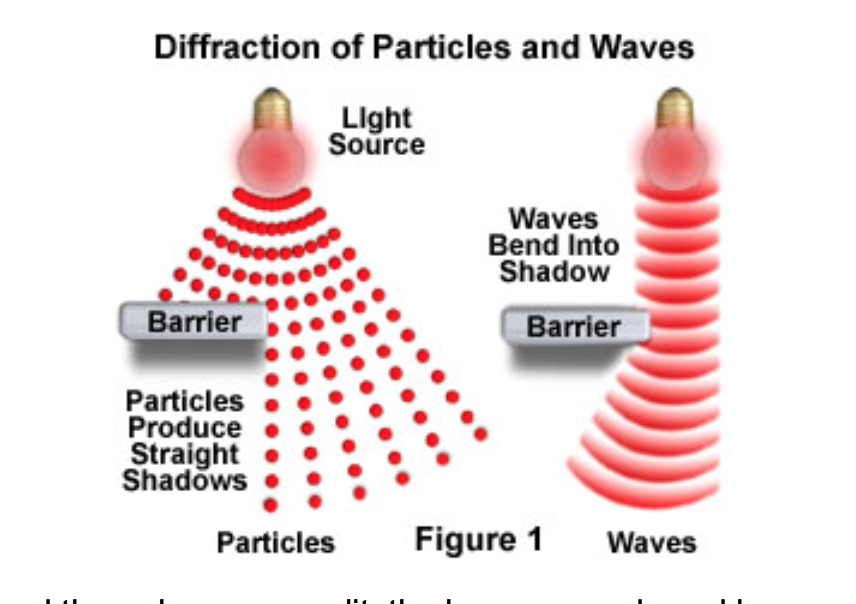 Diffraction of Particles and Waves
LIght
Source
Waves
Bend Into
Shadow
Barrier
Barrier
Particles
Produce
Straight
Shadows
Particles
Figure 1
Waves